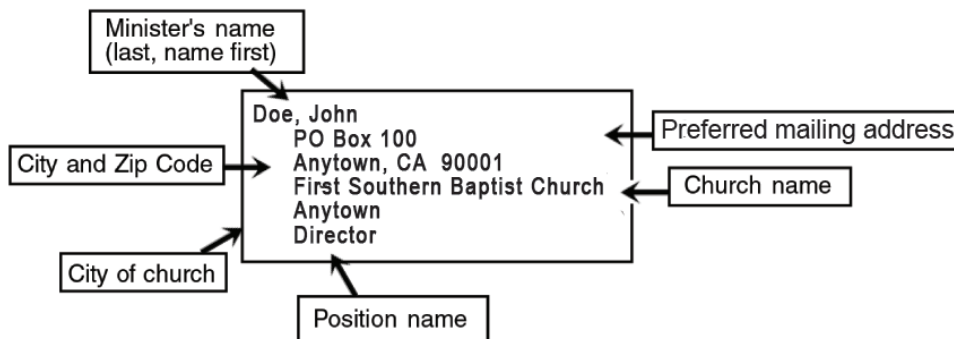 Minister's name
(last, name first)
Doe, John
PO Box 100
Preferred mailing address
City and Zip Code
Anytown, CA 90001
First Southern Baptist Church
Church name
Anytown
Director
City of church
Position name